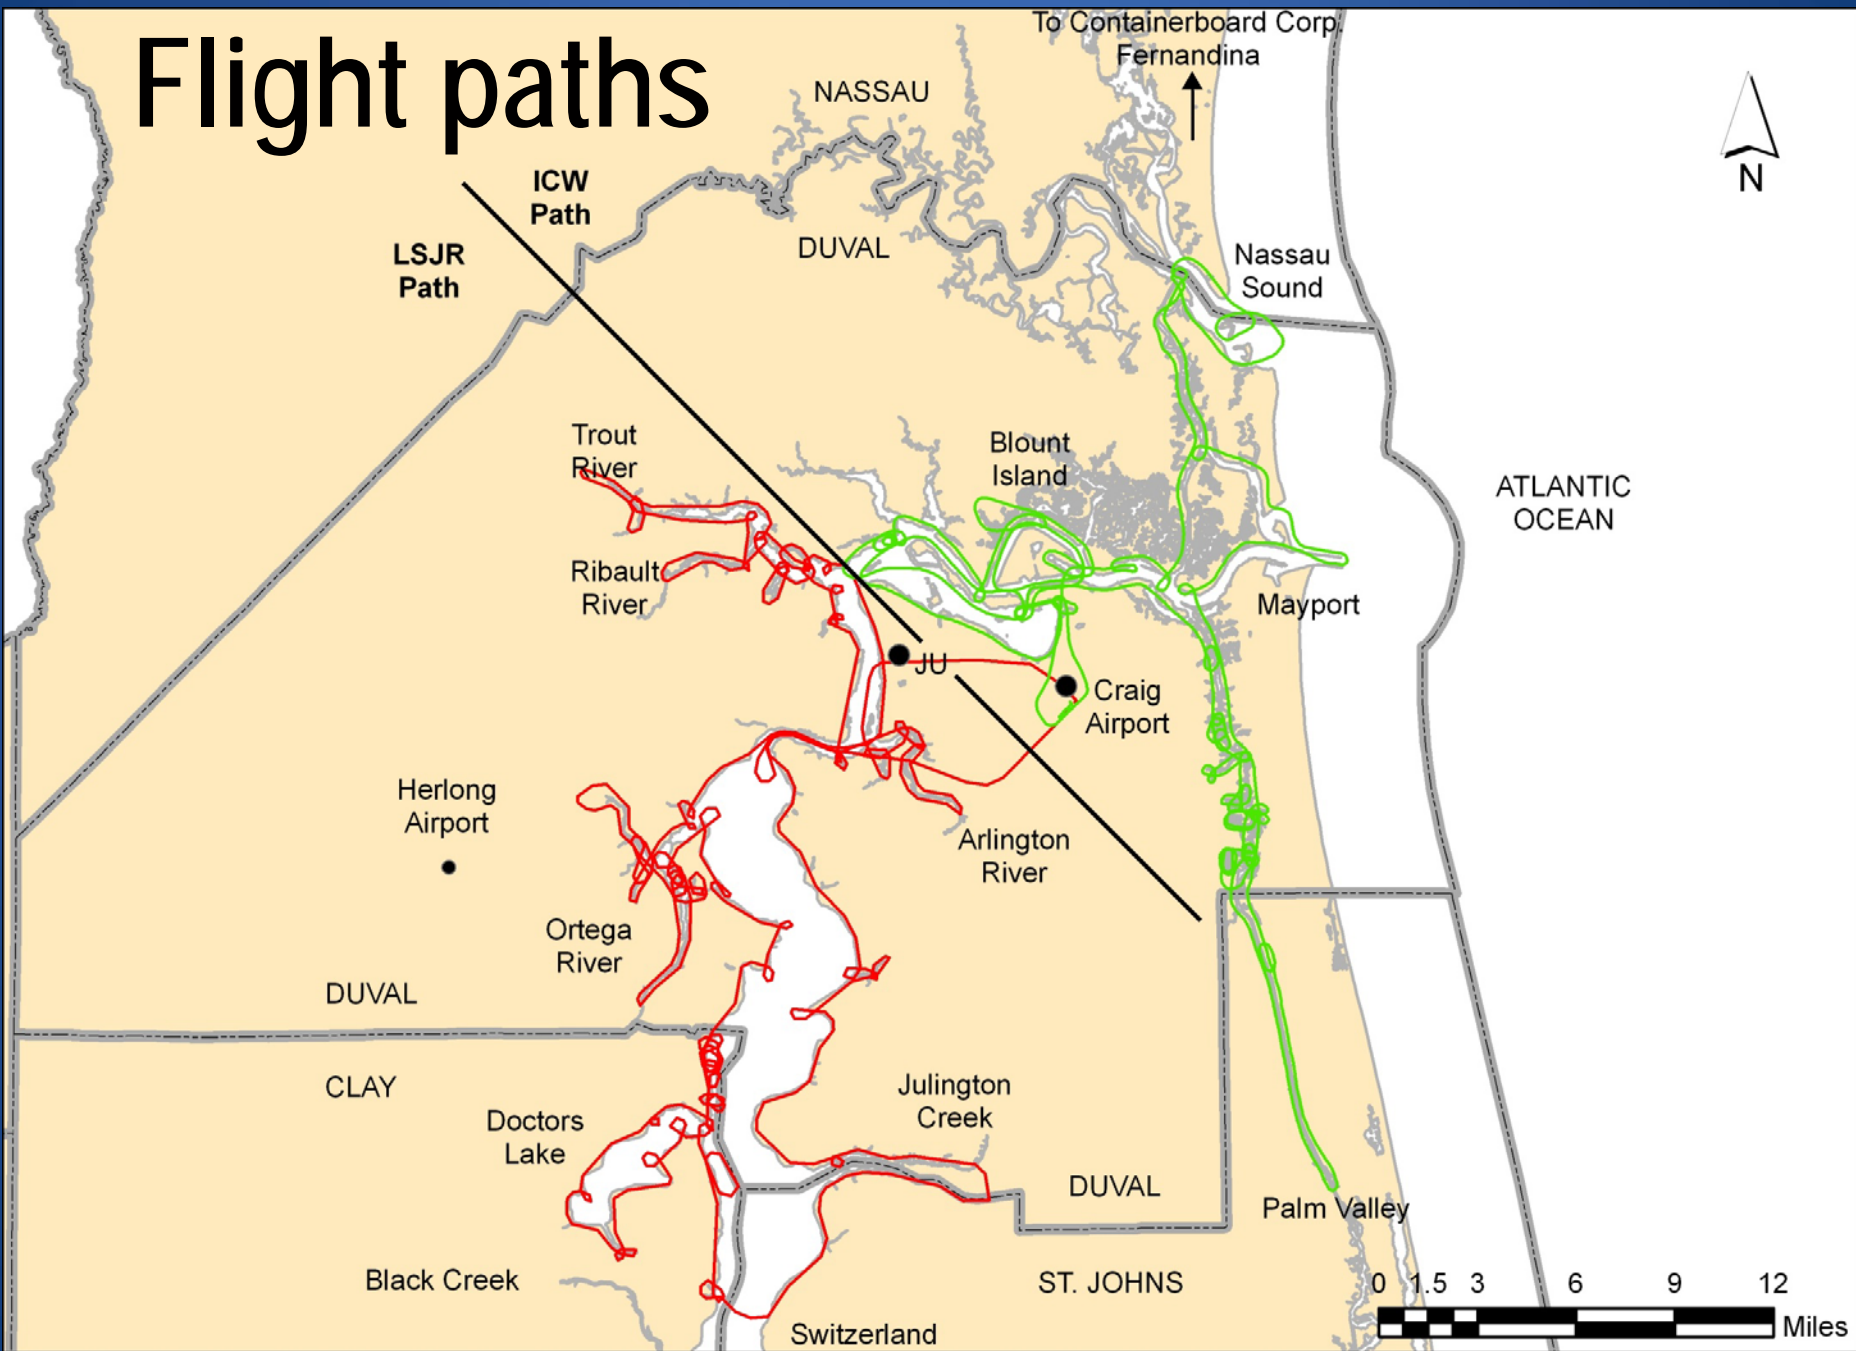 Flight paths
To Containerboard Corp.
Fernandina
NASSAU
N
ICW
Path
LSJR
Path
DUVAL
Nassau
Sound
Trout
River
Blount
Island
ATLANTIC
OCEAN
Ribault
River
Mayport
JU
Craig
Airport
Herlong
Airport
Arlington
River
Ortega
River
DUVAL
CLAY
Julington
Creek
Doctors
Lake
DUVAL
Palm Valley
Black Creek
ST. JOHNS
0 1.5 3 6 9 12
Miles
Switzerland